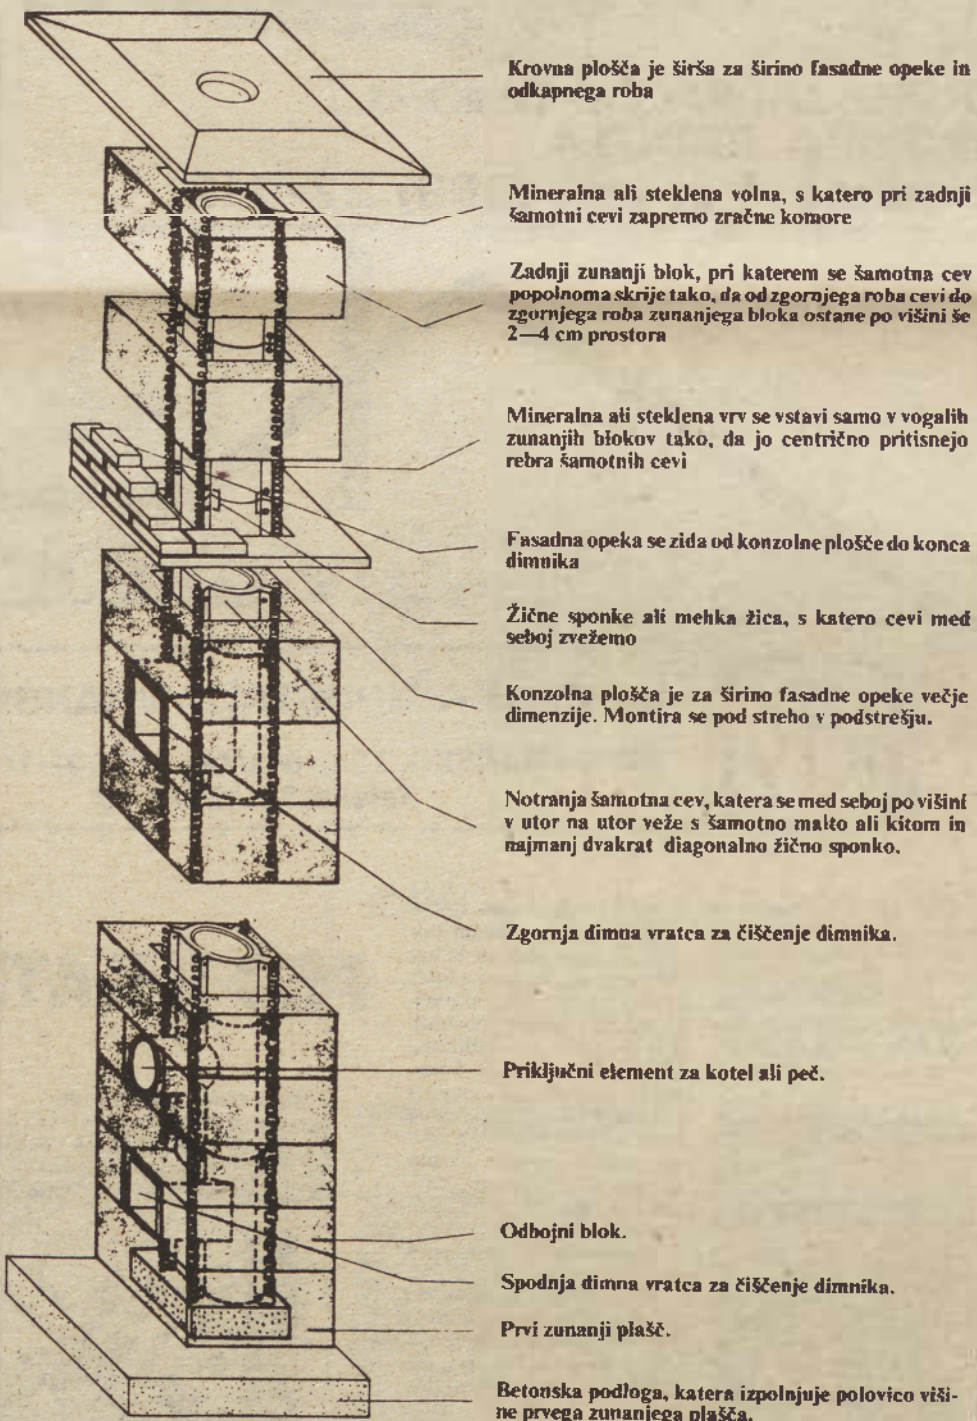 Krovna plošča je širša za širino fasadne opeke in
odkapnega roba
Mineralna ali steklena volna, s katero pri zadnji
šamotni cevi zapremo zračne komore
Zadnji zunanji blok, pri katerem se šamotna cev
popolnoma skrije tako, da od zgornjega roba cevi do
zgornjega roba zunanjega bloka ostane po višini še
2—4 cm prostora
Mineralna ali steklena vrv se vstavi samo v vogalih
zunanjih blokov tako, da jo centrično pritisnejo
rebra šamotnih cevi
Fasadna opeka se zida od konzolne plošče do konca
dimnika
Žične sponke ali mehka žica, s katero cevi med
seboj zvežemo
Konzolna plošča je za širino fasadne opeke večje
dimenzije. Montira se pod streho v podstrešju.
Notranja šamotna cev, katera se med seboj po višini
v utor na utor veže s šamotno malto ali kitom in
najmanj dvakrat diagonalno žično sponko.
Zgornja dimna vratca za čiščenje dimnika.
Priključni element za kotel ali peč.
Odbojni blok.
Spodnja dimna vratca za čiščenje dimnika.
Prvi zunanji plašč.
Betonska podloga, katera izpolnjuje polovico viši-
ne prvega zunanjega plašča.